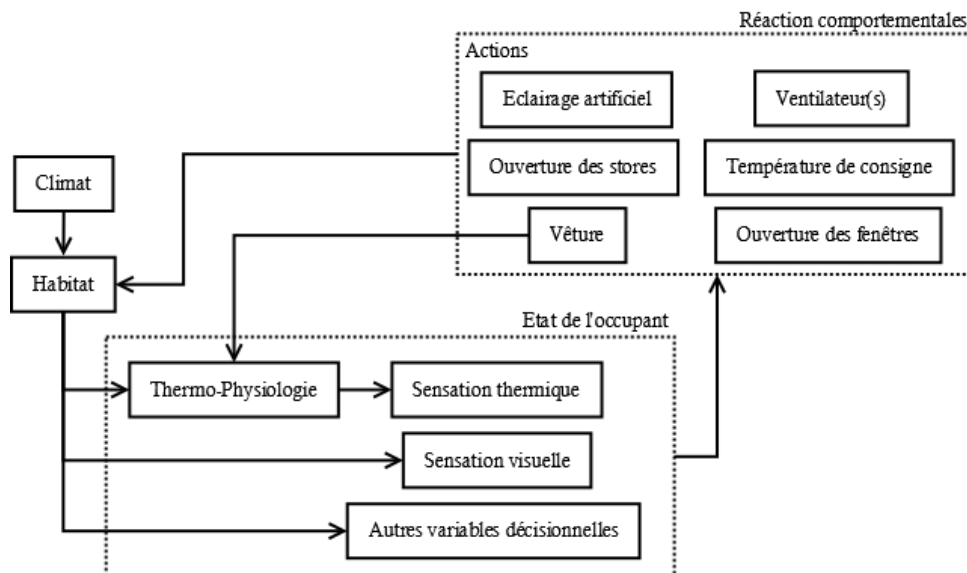 Réaction comportementales
Actions
Eclairage artificiel
Ventilateur(s)
Ouverture des stores
Température de consigne
Climat
Vêture
Ouverture des fenêtres
Habitat
Etat de l'occupant
Thermo-Physiologie
Sensation thermique
Sensation visuelle
Autres variables décisionnelles